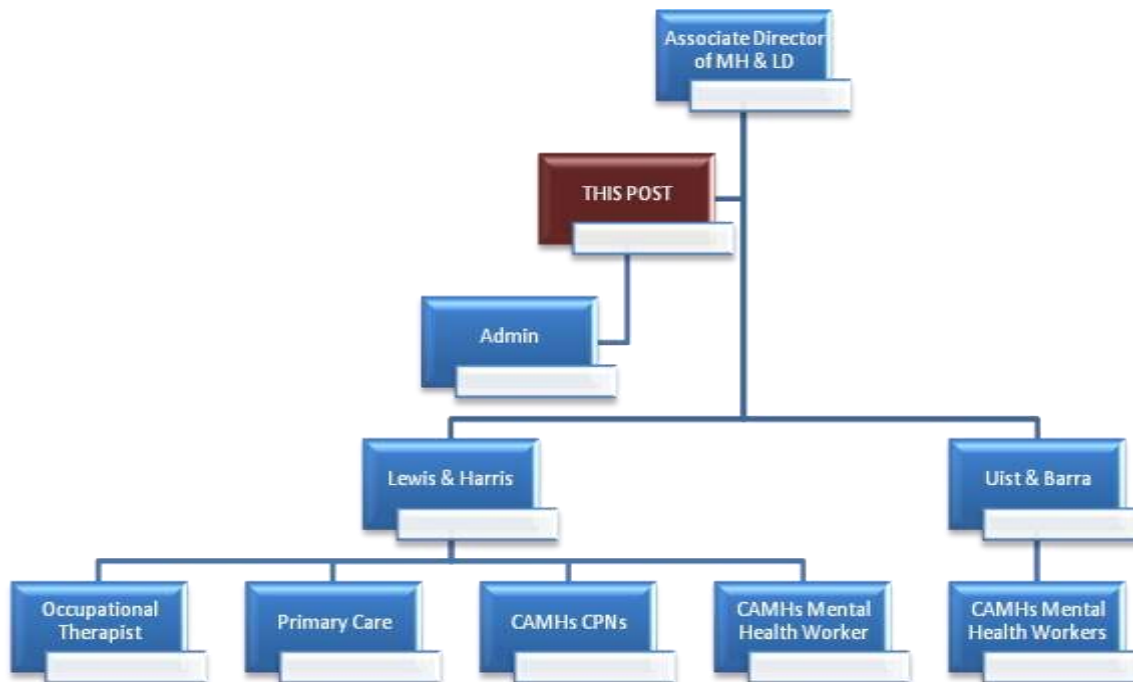 Associate Director
of MH & LD
THIS POST
Admin
Lewis & Harris
Uist & Barra
Occupational
Therapist
Primary Care
CAMHs CPNs
CAMHs Mental
Health Worker
CAMHs Mental
Health Workers